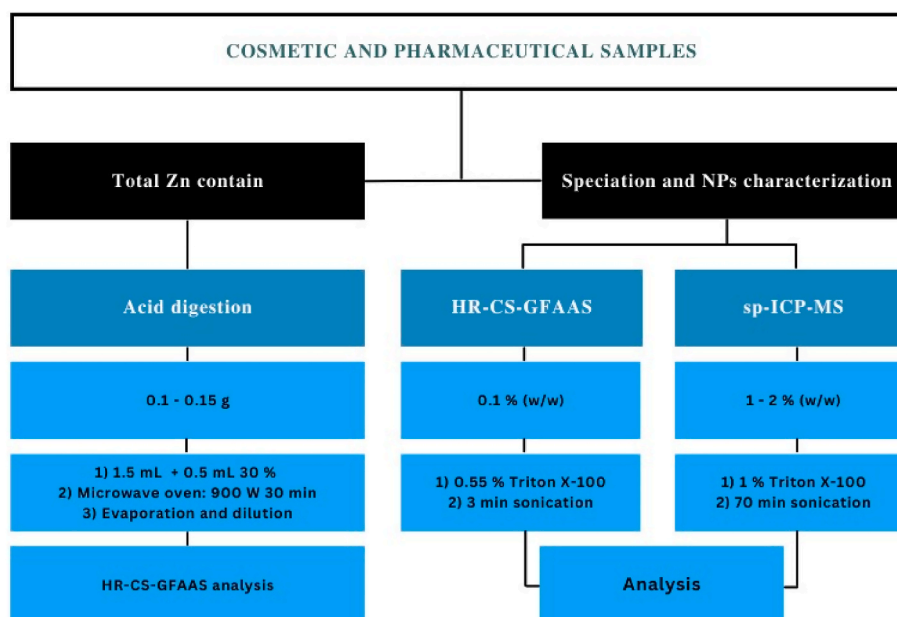 COSMETIC AND PHARMACEUTICAL SAMPLES
Total Zn contain
Speciation and NPs characterization
Acid digestion
HR-CS-GFAAS
sp-ICP-MS
0.1 - 0.15 g
0.1 % (w/w)
1 - 2 % (w/w)
1) 1.5 mL + 0.5 mL 30 %
2) Microwave oven: 900 W 30 min
3) Evaporation and dilution
1) 0.55 % Triton X-100
2) 3 min sonication
1) 1 % Triton X-100
2) 70 min sonication
HR-CS-GFAAS analysis
Analysis